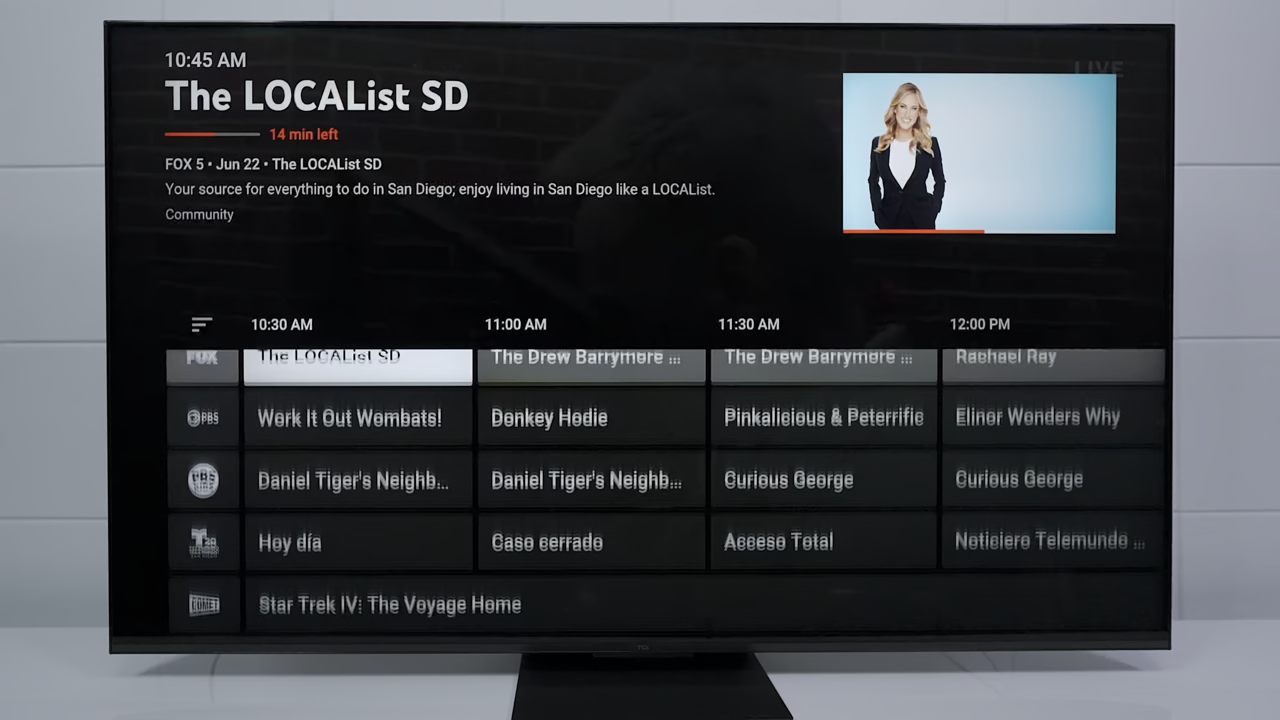 10:45 AM
LIVE
The LOCAList SD
14 min left
FOX 5 • Jun 22 • The LOCAList SD
Your source for everything to do in San Diego; enjoy living in San Diego like a LOCAList.
Community
10:30 AM 11:00 AM 11:30 AM 12:00 PM
FOX The LOCAList SD The Drew Barrymore ... The Drew Barrymore ... Rachael Ray
PBS Work It Out Wombats! Donkey Hodie Pinkalicious & Peterrific Elinor Wonders Why
PBS KIDS Daniel Tiger's Neighb... Daniel Tiger's Neighb... Curious George Curious George
Hoy día Caso cerrado Acceso Total Noticiero Telemundo ...
COMET Star Trek IV: The Voyage Home
TCL